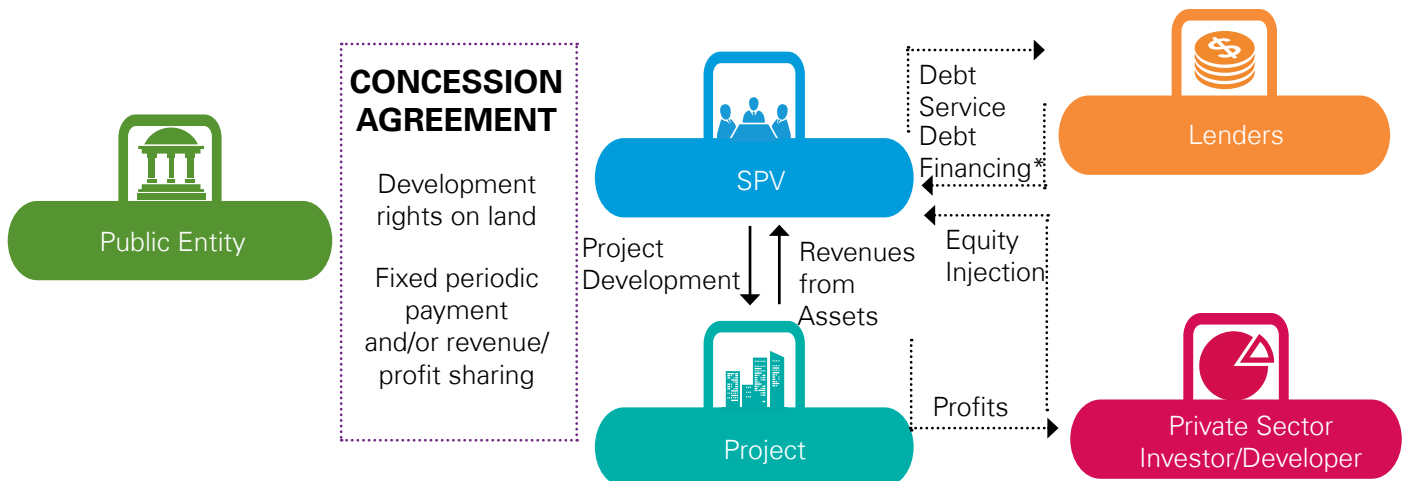 Public Entity
CONCESSION
AGREEMENT
Development
rights on land
Fixed periodic
payment
and/or revenue/
profit sharing
SPV
Project
Development
Revenues
from
Assets
Project
Debt
Service
Debt
Financing*
Equity
Injection
Profits
$
Lenders
Private Sector
Investor/Developer